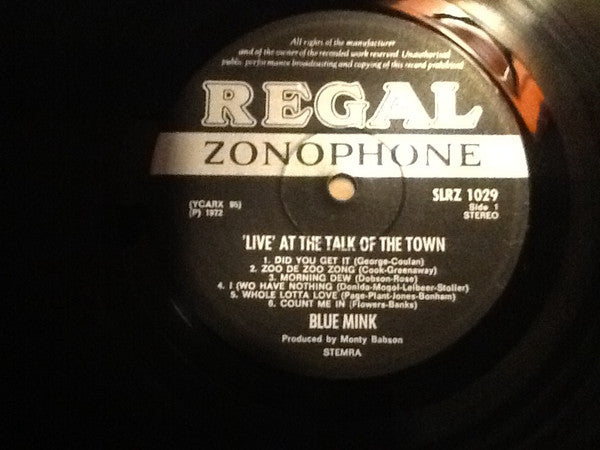 All rights of the manufacturer
and of the owner of the recorded work reserved. Unauthorised
public performance broadcasting and copying of this record prohibited
REGAL
ZONOPHONE
(YCARX 95)
(P) 1972
SLRZ 1029
Side 1
STEREO
'LIVE' AT THE TALK OF THE TOWN
1. DID YOU GET IT (George-Coulan)
2. ZOO DE ZOO ZONG (Cook-Greenaway)
3. MORNING DEW (Dobson-Rose)
4. I (WO HAVE NOTHING (Donida-Mogol-Leibeer-Stoller)
5. WHOLE LOTTA LOVE (Page-Plant-Jones-Bonham)
6. COUNT ME IN (Flowers-Banks)
BLUE MINK
Produced by Monty Babson
STEMRA